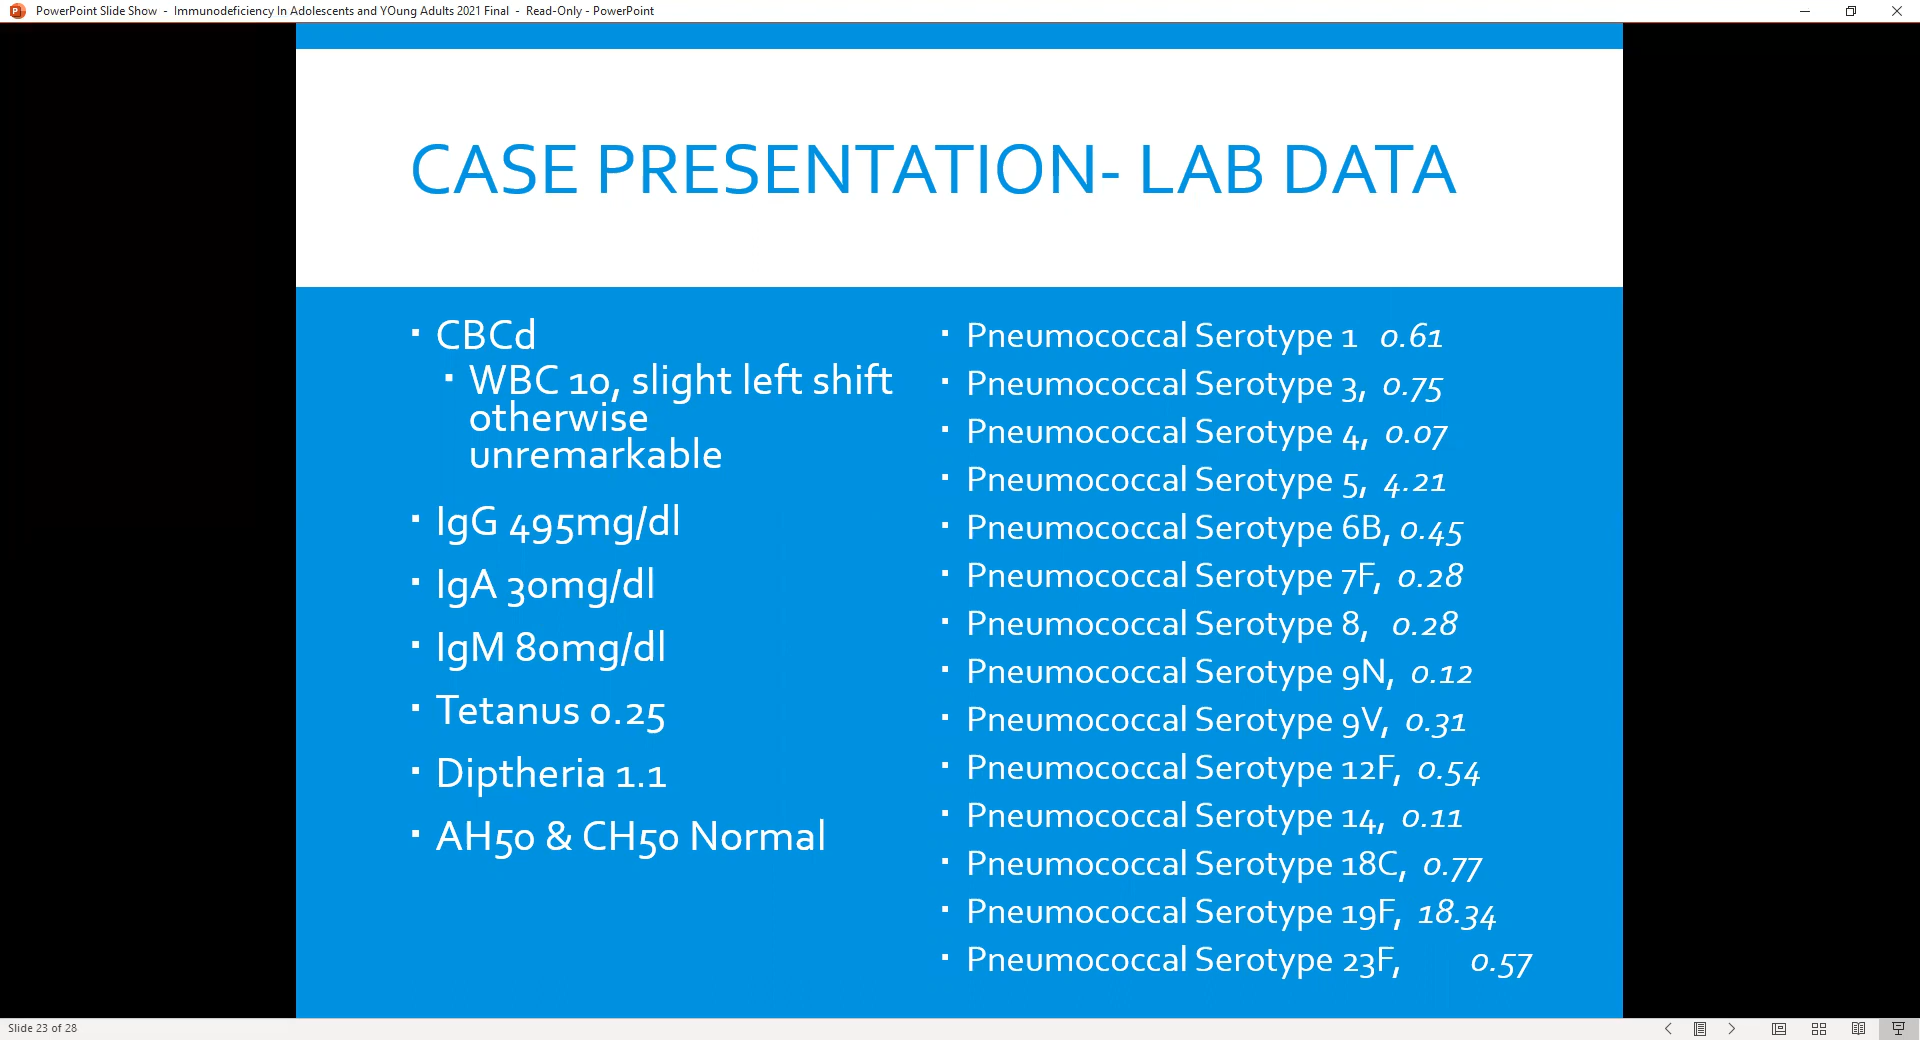 PowerPoint Slide Show - Immunodeficiency In Adolescents and YOung Adults 2021 Final - Read-Only - PowerPoint
CASE PRESENTATION- LAB DATA
▪ CBCd
▪ WBC 10, slight left shift
otherwise
unremarkable
▪ IgG 495mg/dl
▪ IgA 30mg/dl
▪ IgM 80mg/dl
▪ Tetanus 0.25
▪ Diptheria 1.1
▪ AH50 & CH50 Normal
▪ Pneumococcal Serotype 1 0.61
▪ Pneumococcal Serotype 3, 0.75
▪ Pneumococcal Serotype 4, 0.07
▪ Pneumococcal Serotype 5, 4.21
▪ Pneumococcal Serotype 6B, 0.45
▪ Pneumococcal Serotype 7F, 0.28
▪ Pneumococcal Serotype 8, 0.28
▪ Pneumococcal Serotype 9N, 0.12
▪ Pneumococcal Serotype 9V, 0.31
▪ Pneumococcal Serotype 12F, 0.54
▪ Pneumococcal Serotype 14, 0.11
▪ Pneumococcal Serotype 18C, 0.77
▪ Pneumococcal Serotype 19F, 18.34
▪ Pneumococcal Serotype 23F, 0.57
Slide 23 of 28